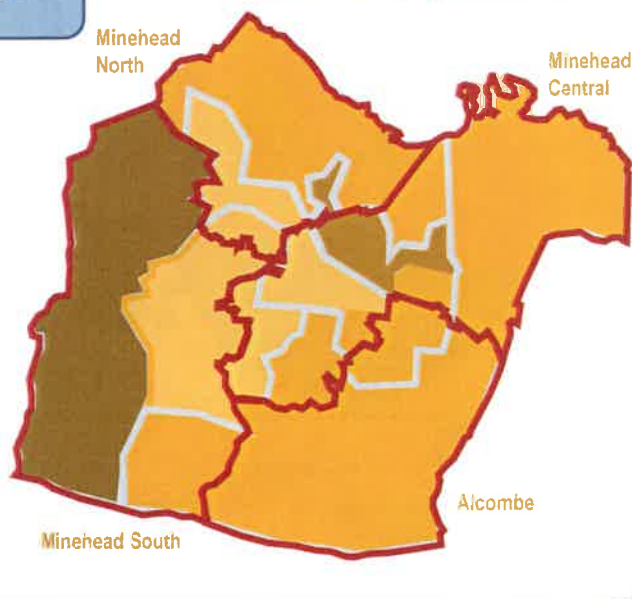 Minehead
North
Minehead
Central
Alcombe
Minehead South